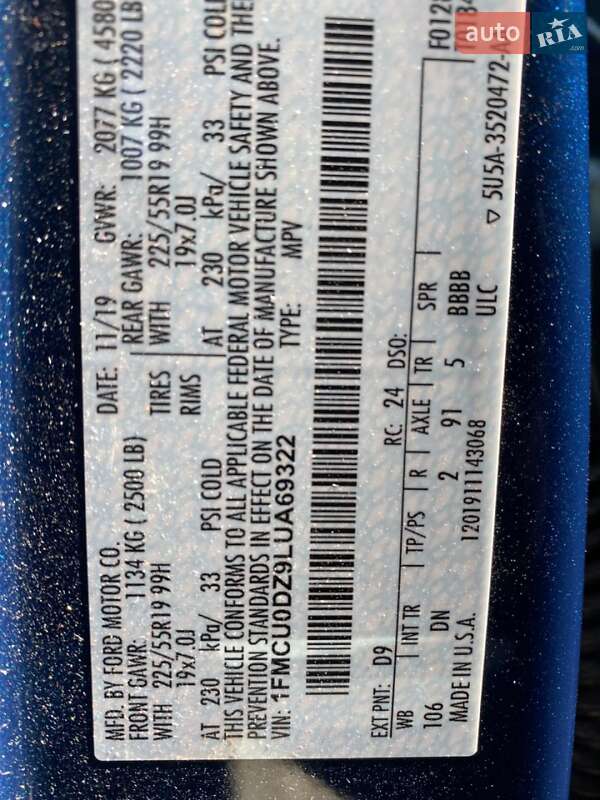 auto RIA.com
MFD. BY FORD MOTOR CO.
DATE: 11/19 GVWR: 2077 KG ( 4580
FRONT GAWR: 1134 KG ( 2500 LB)
REAR GAWR: 1007 KG ( 2220 LB
WITH 225/55R19 99H TIRES WITH 225/55R19 99H
19x7.0J RIMS 19x7.0J
AT 230 kPa/ 33 PSI COLD AT 230 kPa/ 33 PSI COL
THIS VEHICLE CONFORMS TO ALL APPLICABLE FEDERAL MOTOR VEHICLE SAFETY AND THE
PREVENTION STANDARDS IN EFFECT ON THE DATE OF MANUFACTURE SHOWN ABOVE.
VIN: 1FMCU0DZ9LUA69322 TYPE: MPV
EXT PNT: D9 RC: 24 DSO:
WB INT TR TP/PS R AXLE TR SPR
106 DN 2 91 5 BBBB
MADE IN U.S.A. 1201911143068 ULC
▽ 5U5A-3520472-A